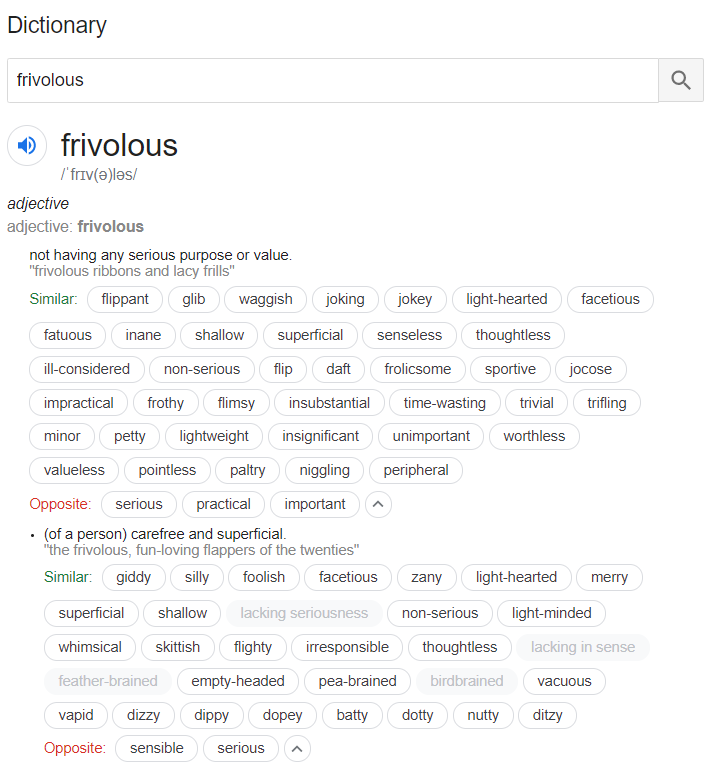 Dictionary
frivolous
frivolous
/ˈfrɪv(ə)ləs/
adjective
adjective: frivolous
not having any serious purpose or value.
"frivolous ribbons and lacy frills"
Similar: flippant glib waggish joking jokey light-hearted facetious
fatuous inane shallow superficial senseless thoughtless
ill-considered non-serious flip daft frolicsome sportive jocose
impractical frothy flimsy insubstantial time-wasting trivial trifling
minor petty lightweight insignificant unimportant worthless
valueless pointless paltry niggling peripheral
Opposite: serious practical important
• (of a person) carefree and superficial.
"the frivolous, fun-loving flappers of the twenties"
Similar: giddy silly foolish facetious zany light-hearted merry
superficial shallow lacking seriousness non-serious light-minded
whimsical skittish flighty irresponsible thoughtless lacking in sense
feather-brained empty-headed pea-brained birdbrained vacuous
vapid dizzy dippy dopey batty dotty nutty ditzy
Opposite: sensible serious